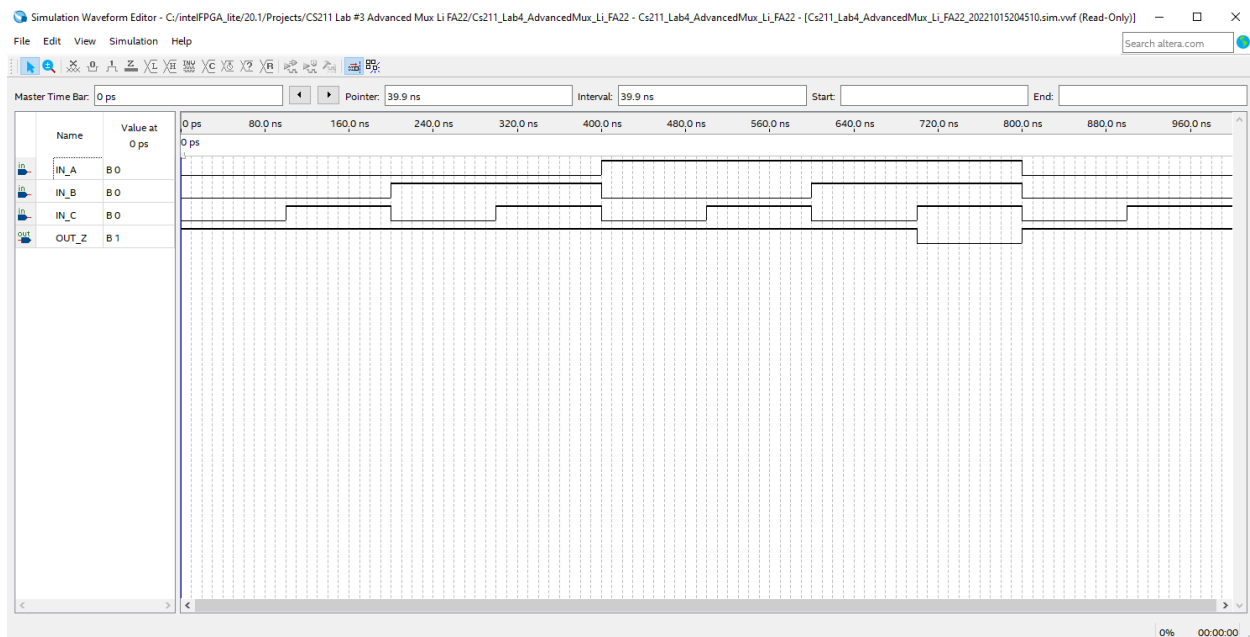 Simulation Waveform Editor - C:/intelFPGA_lite/20.1/Projects/CS211 Lab #3 Advanced Mux Li FA22/Cs211_Lab4_AdvancedMux_Li_FA22 - Cs211_Lab4_AdvancedMux_Li_FA22 - [Cs211_Lab4_AdvancedMux_Li_FA22_20221015204510.sim.vwf (Read-Only)]
File Edit View Simulation Help
Search altera.com
Master Time Bar: 0 ps Pointer: 39.9 ns Interval: 39.9 ns Start: End:
Name Value at 0 ps
0 ps 80.0 ns 160.0 ns 240.0 ns 320.0 ns 400.0 ns 480.0 ns 560.0 ns 640.0 ns 720.0 ns 800.0 ns 880.0 ns 960.0 ns
0 ps
in IN_A B 0
in IN_B B 0
in IN_C B 0
out OUT_Z B 1
0% 00:00:00